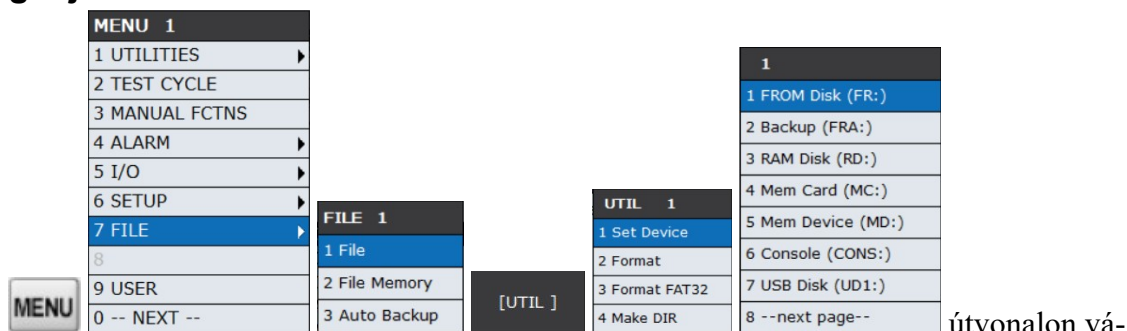 MENU 1
1 UTILITIES
2 TEST CYCLE
3 MANUAL FCTNS
4 ALARM
5 I/O
6 SETUP
7 FILE
8
9 USER
0 -- NEXT --
MENU
FILE 1
1 File
2 File Memory
3 Auto Backup
[UTIL ]
UTIL 1
1 Set Device
2 Format
3 Format FAT32
4 Make DIR
1
1 FROM Disk (FR:)
2 Backup (FRA:)
3 RAM Disk (RD:)
4 Mem Card (MC:)
5 Mem Device (MD:)
6 Console (CONS:)
7 USB Disk (UD1:)
8 --next page--
útvonalon vá-